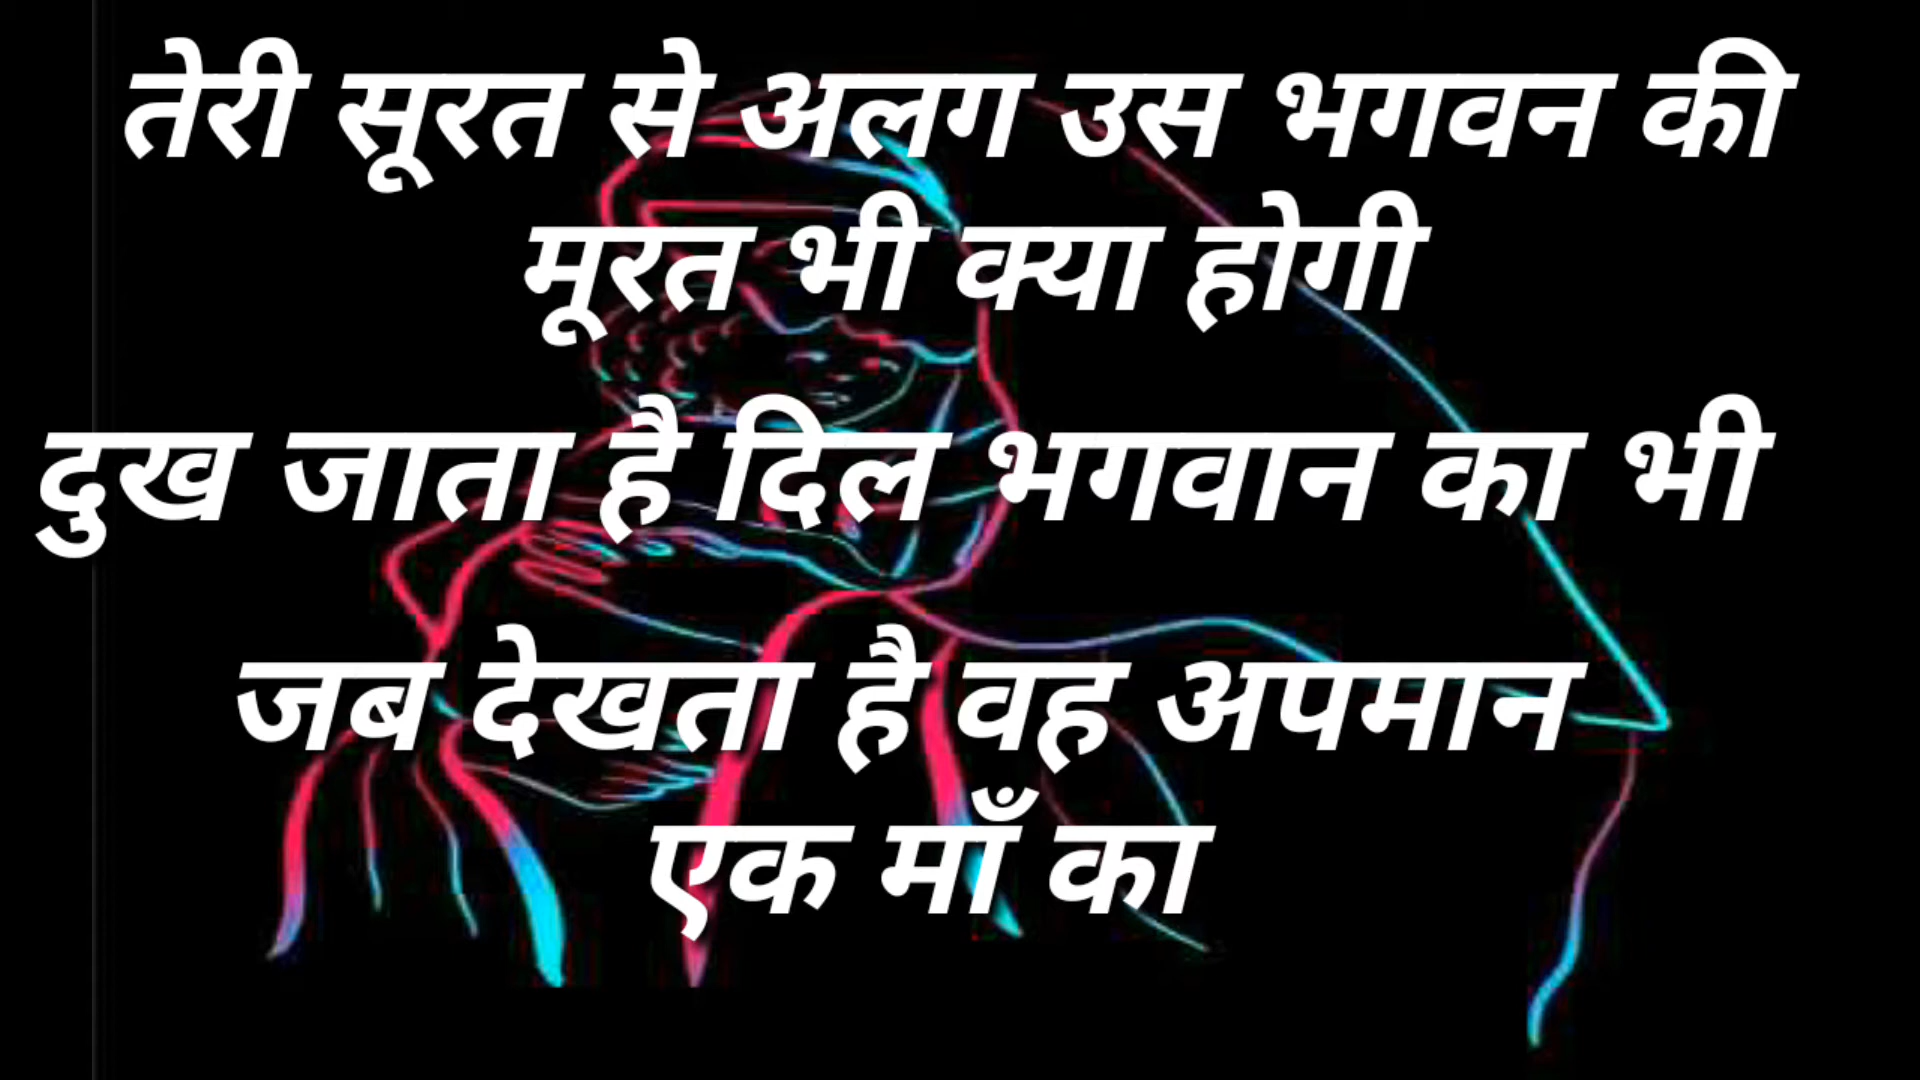 तेरी सूरत से अलग उस भगवन की
मूरत भी क्या होगी
दुख जाता है दिल भगवान का भी
जब देखता है वह अपमान
एक माँ का